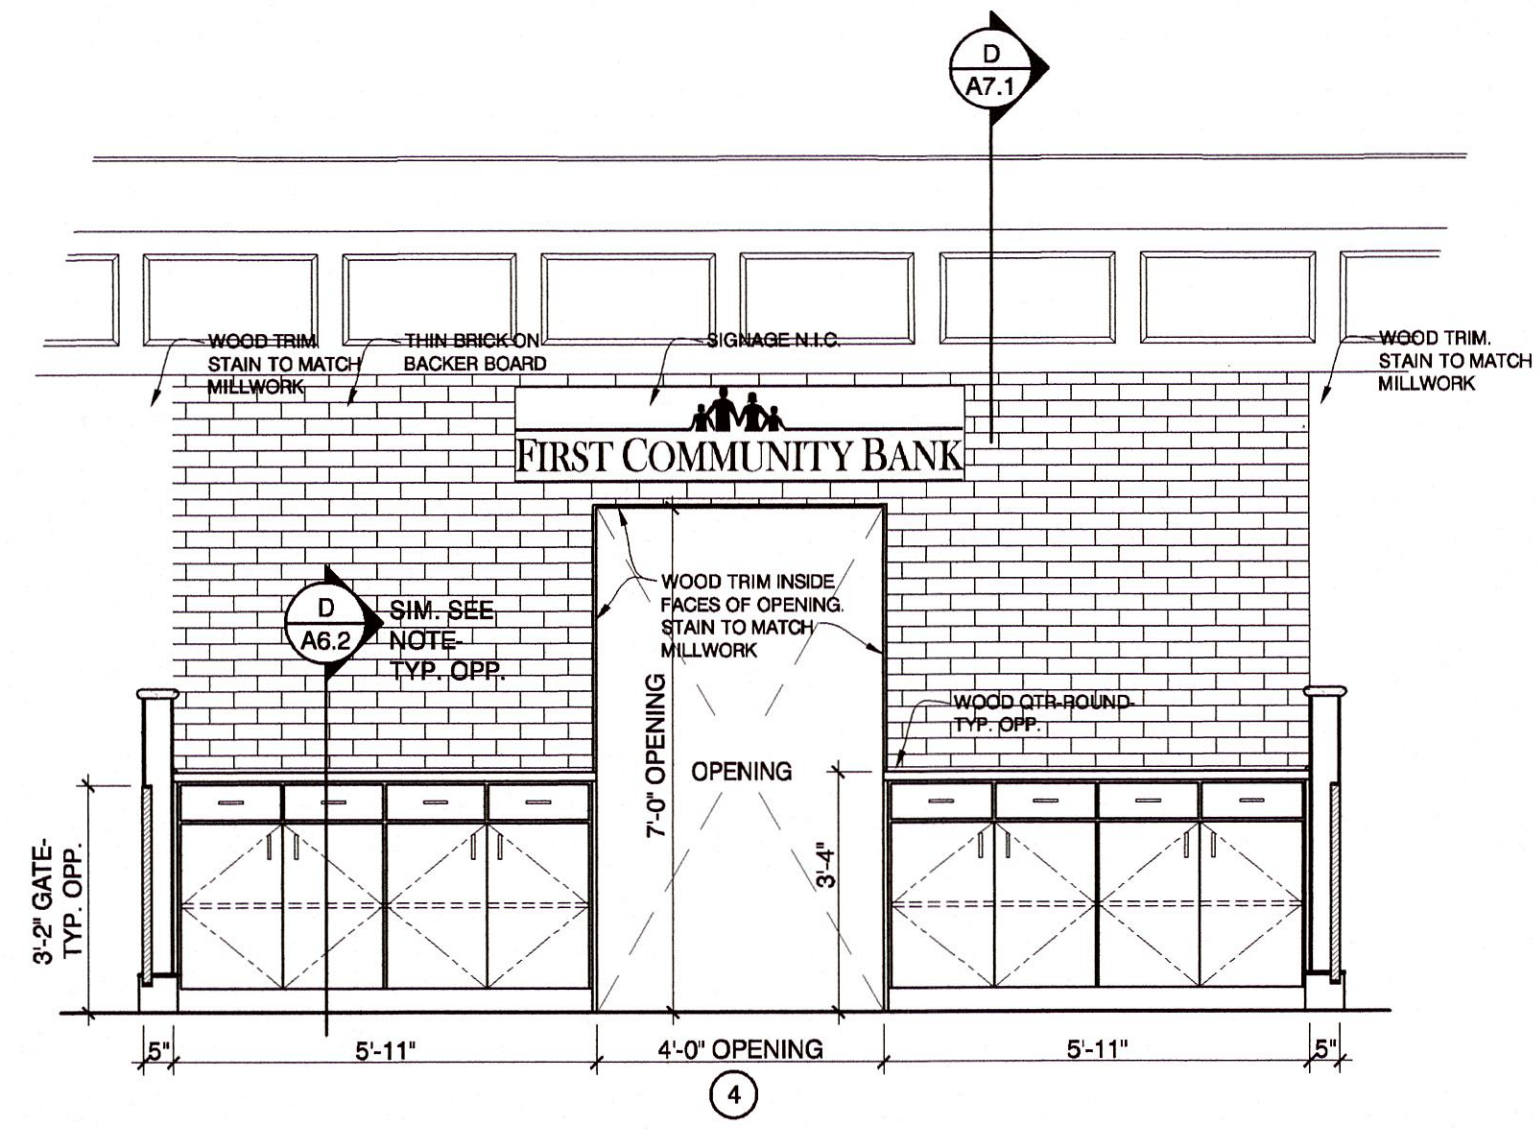 D
A7.1
WOOD TRIM.
STAIN TO MATCH
MILLWORK
THIN BRICK ON
BACKER BOARD
SIGNAGE N.I.C.
WOOD TRIM.
STAIN TO MATCH
MILLWORK
FIRST COMMUNITY BANK
D
A6.2
SIM. SEE
NOTE-
TYP. OPP.
WOOD TRIM INSIDE
FACES OF OPENING.
STAIN TO MATCH
MILLWORK
WOOD QTR-ROUND-
TYP. OPP.
7'-0" OPENING
OPENING
3'-4"
3'-2" GATE-
TYP. OPP.
5"
5'-11"
4'-0" OPENING
5'-11"
5"
4